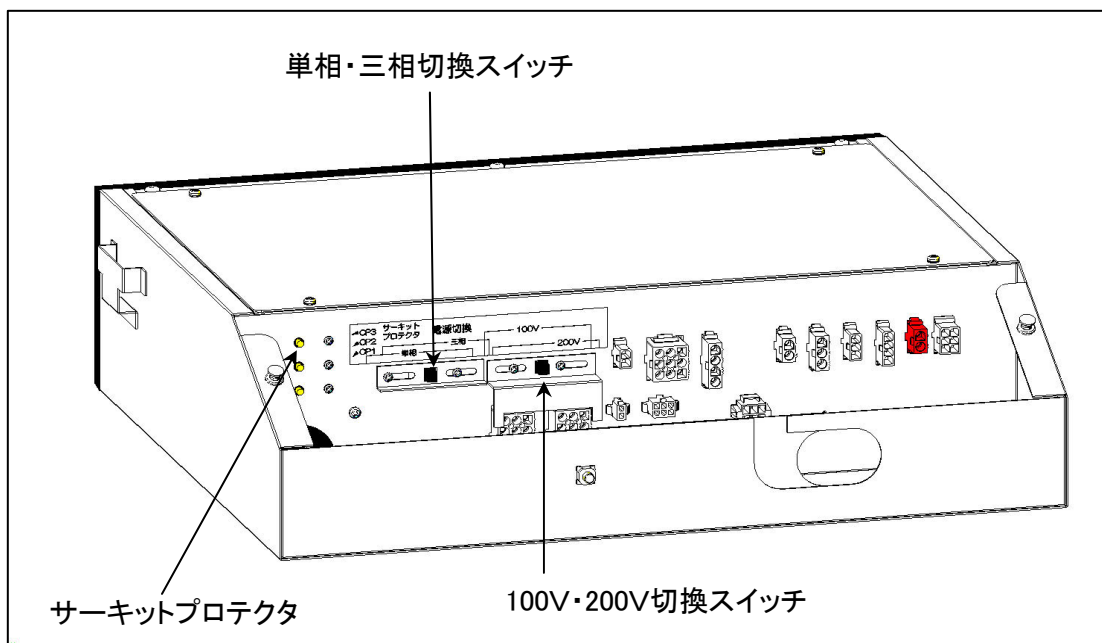 単相・三相切換スイッチ
CP3 サーキット
CP2 プロテクタ
CP1
電源切換
単相
三相
100V
200V
サーキットプロテクタ
100V・200V切換スイッチ